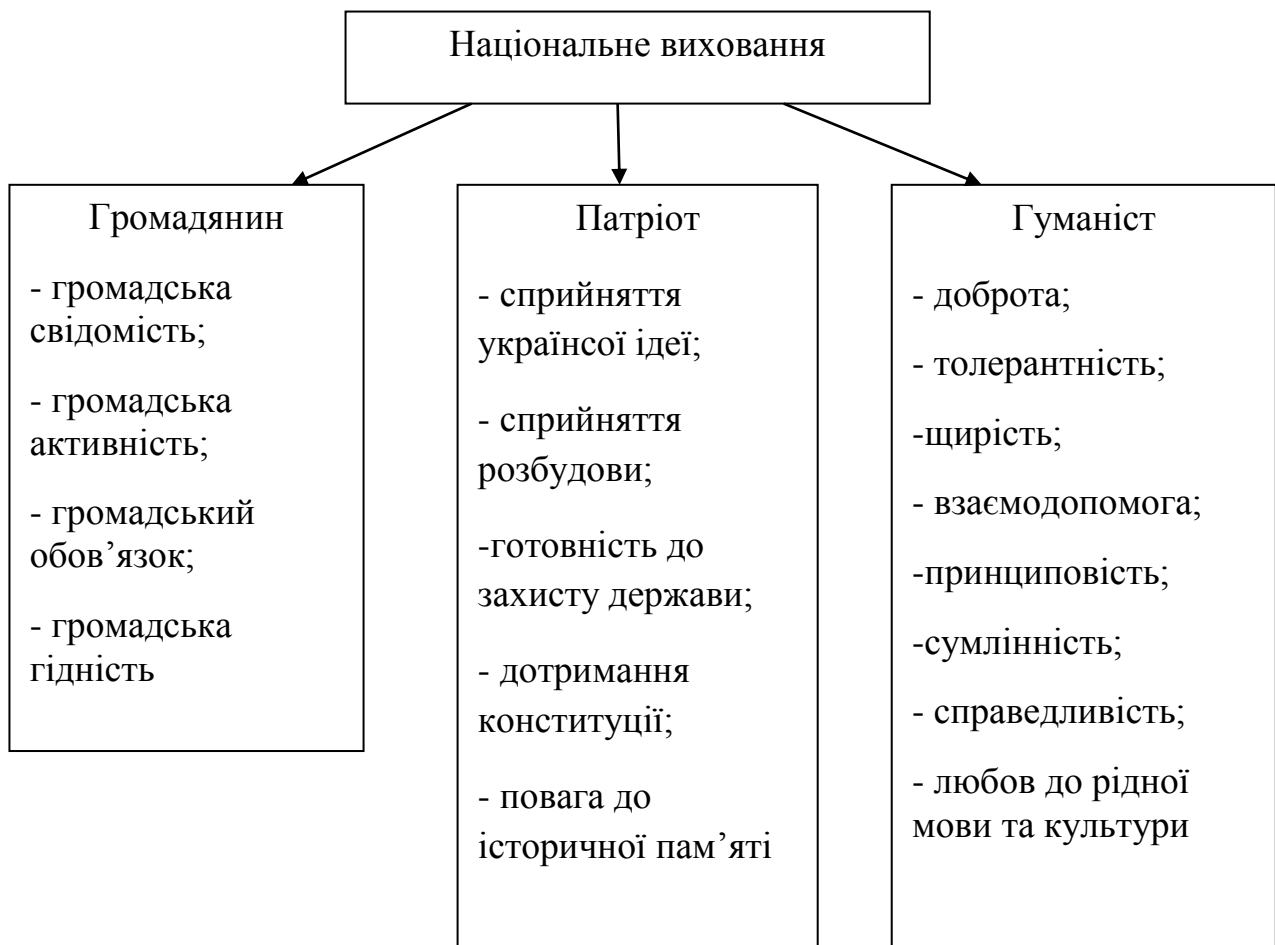 Національне виховання
Громадянин
- громадська
свідомість;
- громадська
активність;
- громадський
обов’язок;
- громадська
гідність
Патріот
- сприйняття
українсої ідеї;
- сприйняття
розбудови;
-готовність до
захисту держави;
- дотримання
конституції;
- повага до
історичної пам’яті
Гуманіст
- доброта;
- толерантність;
-щирість;
- взаємодопомога;
-принциповість;
-сумлінність;
- справедливість;
- любов до рідної
мови та культури